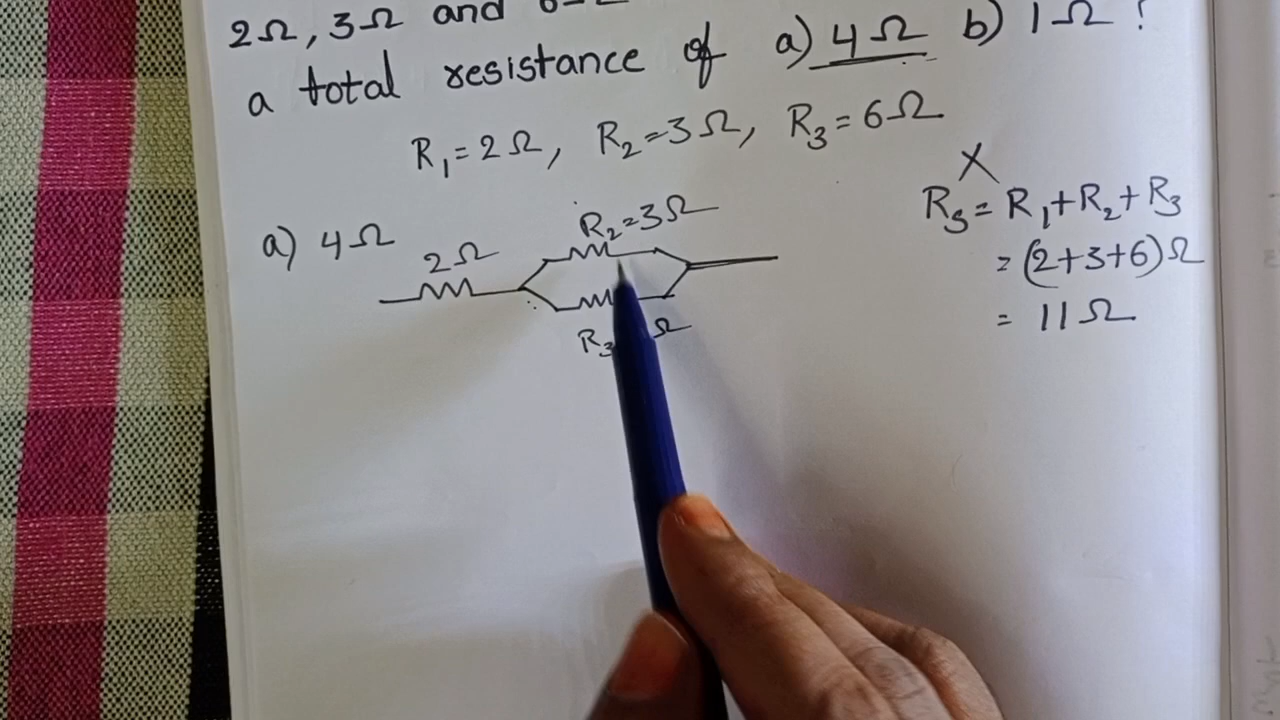 2Ω, 3Ω and
a total resistance of a) 4Ω b) 1Ω ?
R₁=2Ω, R₂=3Ω, R₃=6Ω
X
Rs = R₁+R₂+R₃
= (2+3+6)Ω
= 11Ω
a) 4Ω
2Ω
R₂=3Ω
R₃ Ω